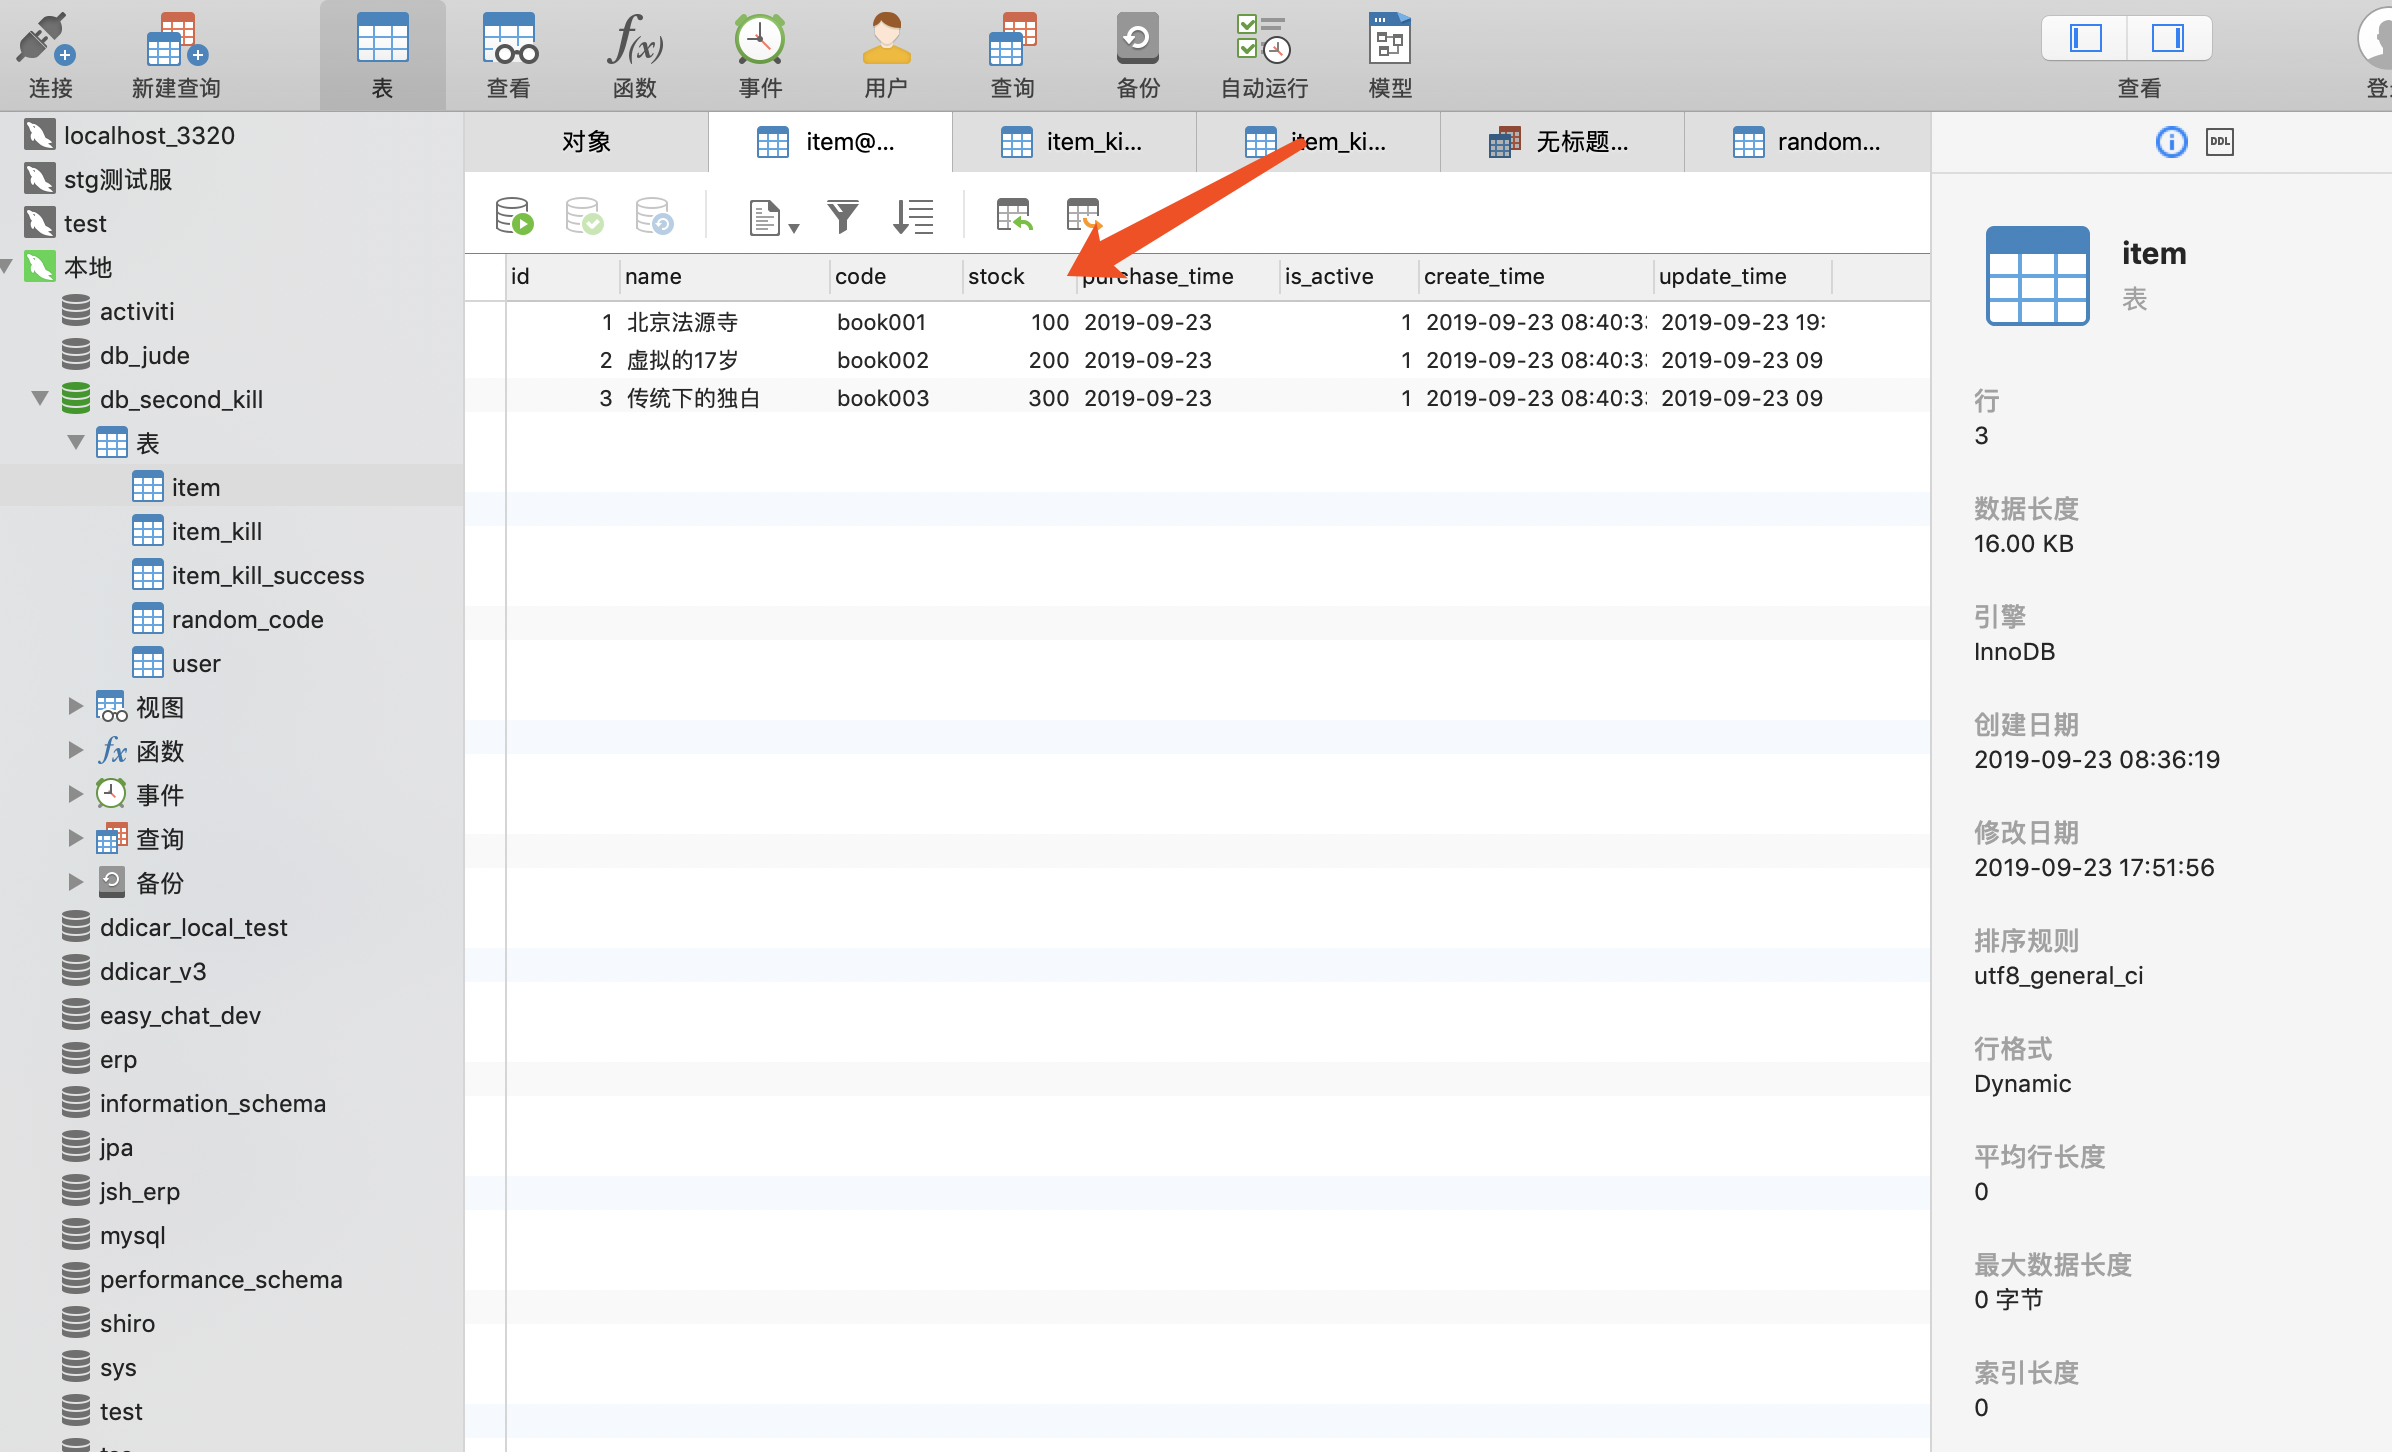 连接
新建查询
表
查看
函数
事件
用户
查询
备份
自动运行
模型
查看
localhost_3320
stg测试服
test
本地
activiti
db_jude
db_second_kill
表
item
item_kill
item_kill_success
random_code
user
视图
函数
事件
查询
备份
ddicar_local_test
ddicar_v3
easy_chat_dev
erp
information_schema
jpa
jsh_erp
mysql
performance_schema
shiro
sys
test
对象 item@... item_ki... item_ki... 无标题... random...
id name code stock purchase_time is_active create_time update_time
1 北京法源寺 book001 100 2019-09-23 1 2019-09-23 08:40:3 2019-09-23 19:
2 虚拟的17岁 book002 200 2019-09-23 1 2019-09-23 08:40:3 2019-09-23 09
3 传统下的独白 book003 300 2019-09-23 1 2019-09-23 08:40:3 2019-09-23 09
DDL
item
表
行
3
数据长度
16.00 KB
引擎
InnoDB
创建日期
2019-09-23 08:36:19
修改日期
2019-09-23 17:51:56
排序规则
utf8_general_ci
行格式
Dynamic
平均行长度
0
最大数据长度
0 字节
索引长度
0